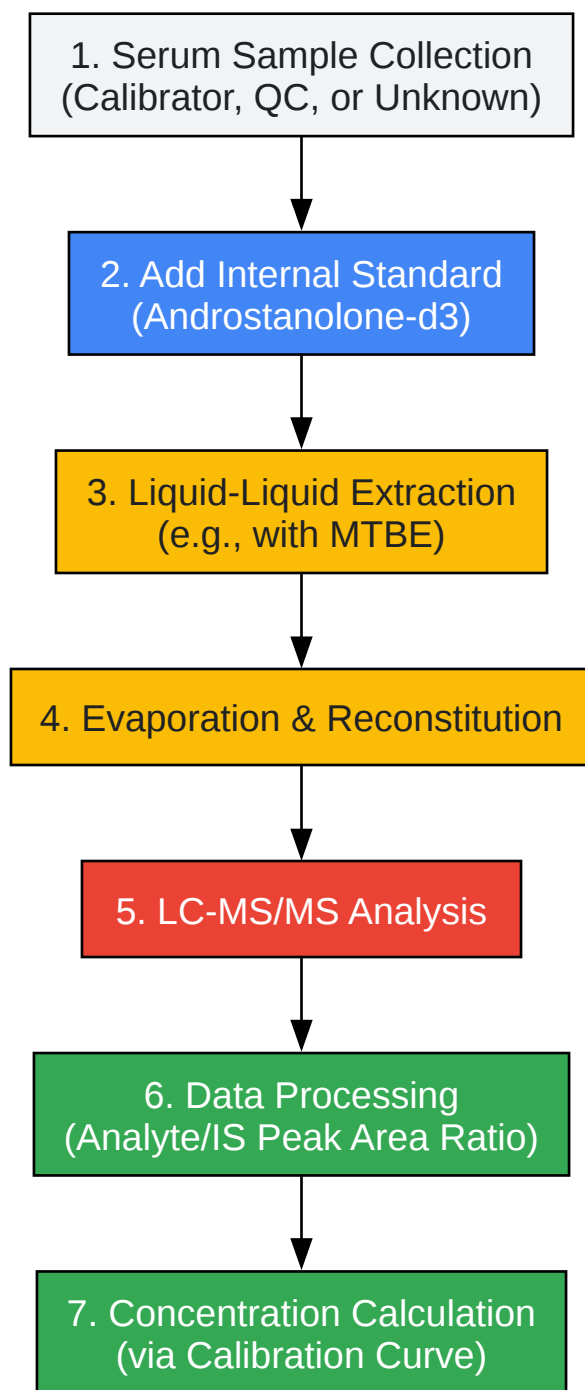 1. Serum Sample Collection
(Calibrator, QC, or Unknown)
2. Add Internal Standard
(Androstanolone-d3)
3. Liquid-Liquid Extraction
(e.g., with MTBE)
4. Evaporation & Reconstitution
5. LC-MS/MS Analysis
6. Data Processing
(Analyte/IS Peak Area Ratio)
7. Concentration Calculation
(via Calibration Curve)